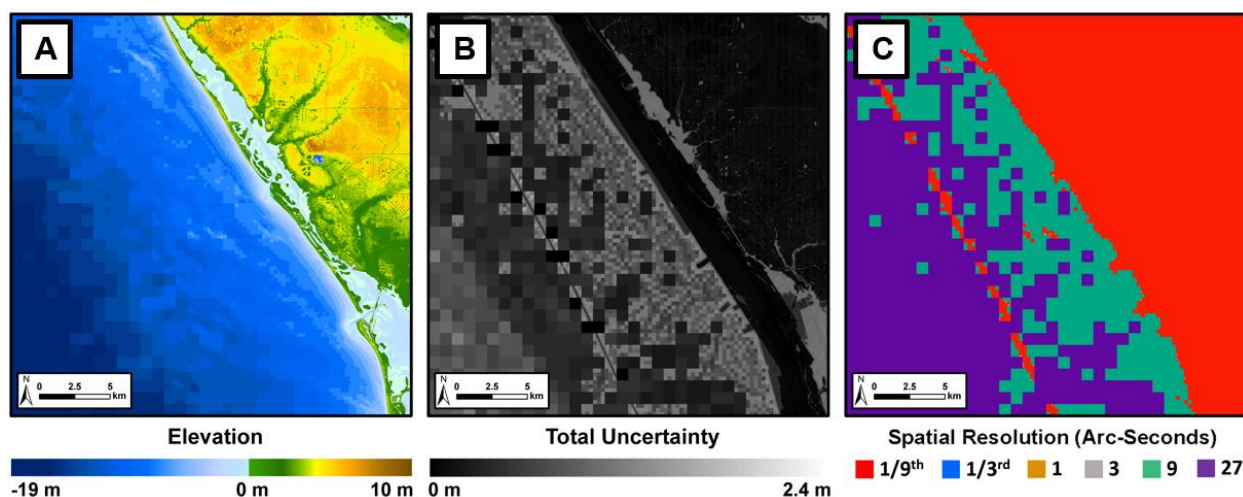 A
B
C
N
0 2.5 5
km
N
0 2.5 5
km
N
0 2.5 5
km
Elevation
Total Uncertainty
Spatial Resolution (Arc-Seconds)
-19 m 0 m 10 m
0 m 2.4 m
1/9th 1/3rd 1 3 9 27